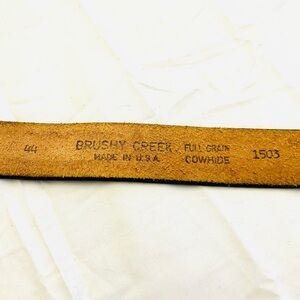 44 BRUSHY CREEK FULL GRAIN 1503
MADE IN U.S.A. COWHIDE